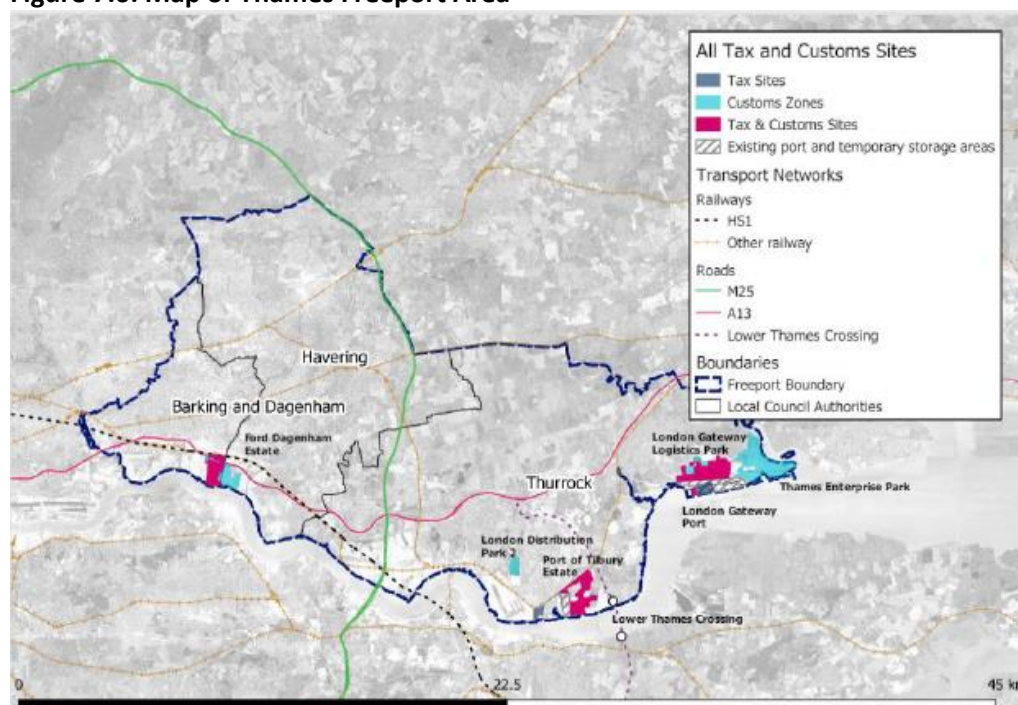 Figure 7.6: Map of Thames Freeport Area
All Tax and Customs Sites
Tax Sites
Customs Zones
Tax & Customs Sites
Existing port and temporary storage areas
Transport Networks
Railways
HS1
Other railway
Roads
M25
A13
Lower Thames Crossing
Boundaries
Freeport Boundary
Local Council Authorities
Havering
Barking and Dagenham
Ford Dagenham
Estate
Thurrock
London Gateway
Logistics Park
Thames Enterprise Park
London Gateway
Port
London Distribution
Park 2
Port of Tilbury
Estate
Lower Thames Crossing
0
22.5
45 km